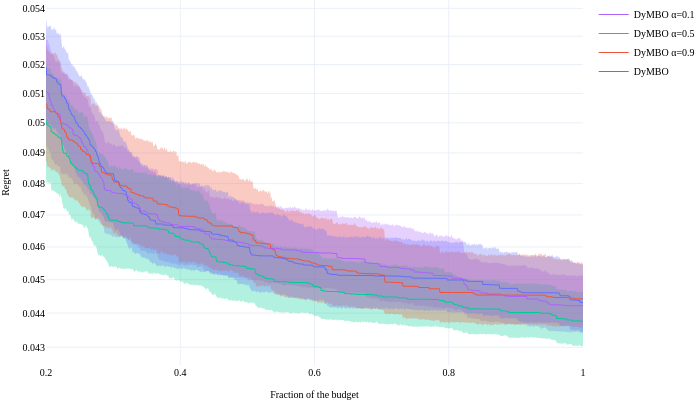 0.054
0.053
0.052
0.051
0.05
0.049
0.048
0.047
0.046
0.045
0.044
0.043
Regret
0.2
0.4
0.6
0.8
1
Fraction of the budget
DyMBO α=0.1
DyMBO α=0.5
DyMBO α=0.9
DyMBO